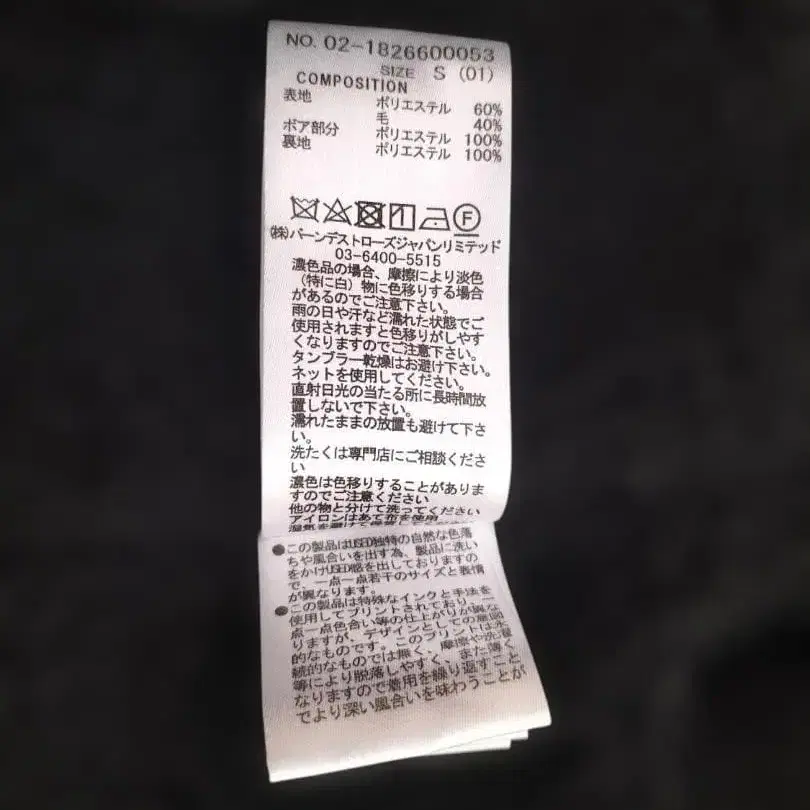 NO. 02-1826600053
SIZE S (01)
COMPOSITION
表地 ポリエステル 60%
毛 40%
ボア部分 ポリエステル 100%
裏地 ポリエステル 100%
F
(株)バーンデストローズジャパンリミテッド
03-6400-5515
濃色品の場合、摩擦により淡色
(特に白)物に色移りする場合
があるのでご注意下さい。
雨の日や汗など濡れた状態でご
使用されますと色移りがしやす
くなりますのでご注意下さい。
タンブラー乾燥はお避け下さい。
ネットを使用してください。
直射日光の当たる所に長時間放
置しないで下さい。
濡れたままの放置も避けて下さ
い。
洗たくは専門店にご相談くださ
い
濃色は色移りすることがありま
すのでご注意ください
他の物と分けて洗ってください
アイロンはあて布を使用
●この製品はUSED独特の自然な色落
ちや風合いを出す為、製品に洗い
をかけUSED感を出しておりますの
で、一点一点若干のサイズと表情
が異なります。
●この製品は特殊なインクと手法を
使用してプリントされており、一
点一点色合い等の仕上がりが異な
りますが、デザインとしての意図
的なものです。このプリントは永
続的なものでは無く、摩擦や洗濯
等により脱落しやすく、また薄く
なりますので着用を繰り返すこと
でより深い風合いを味わうことが